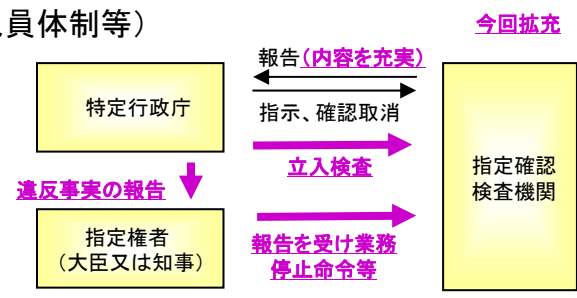 員体制等）
今回拡充
報告(内容を充実)
特定行政庁
指示、確認取消
立入検査
指定確認
検査機関
違反事実の報告
指定権者
（大臣又は知事）
報告を受け業務
停止命令等